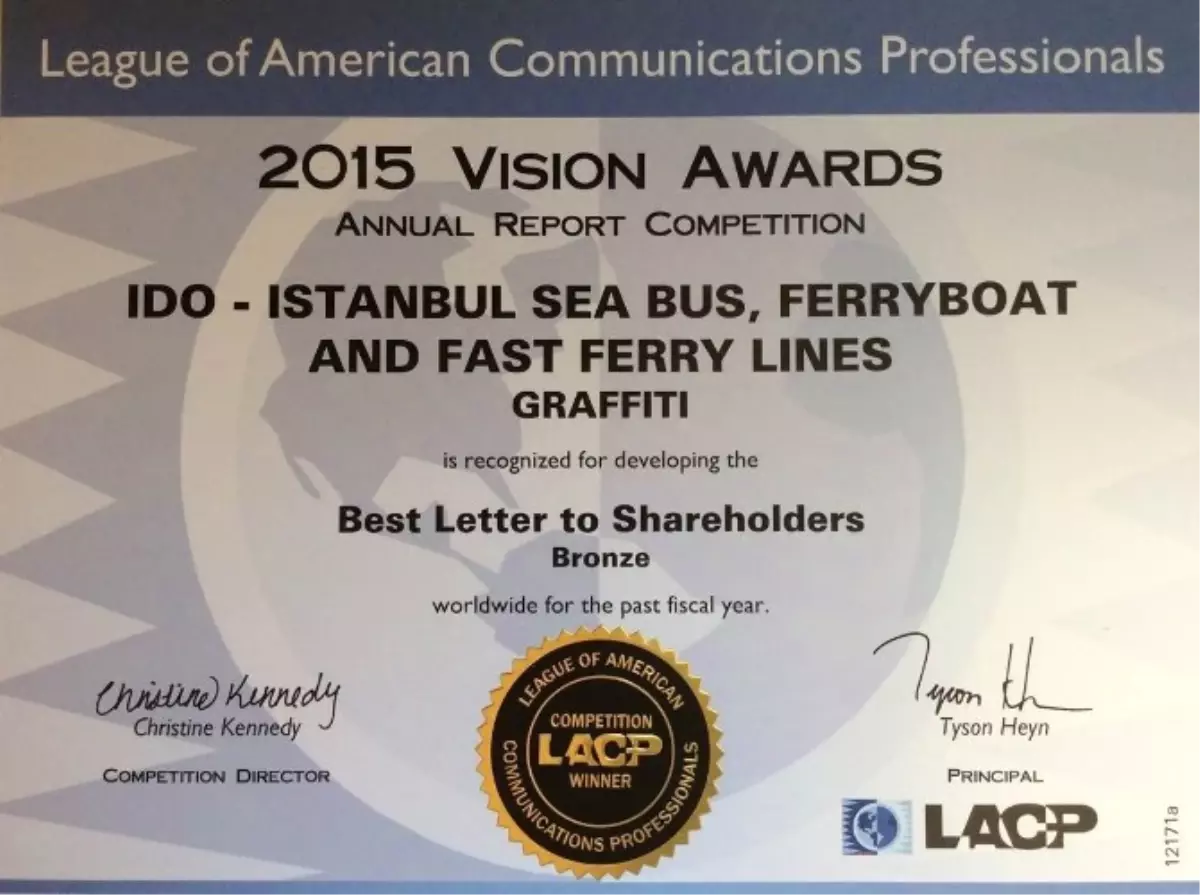 League of American Communications Professionals
2015 VISION AWARDS
ANNUAL REPORT COMPETITION
IDO - ISTANBUL SEA BUS, FERRYBOAT
AND FAST FERRY LINES
GRAFFITI
is recognized for developing the
Best Letter to Shareholders
Bronze
worldwide for the past fiscal year.
Christine Kennedy
Christine Kennedy
COMPETITION DIRECTOR
LEAGUE OF AMERICAN
COMPETITION
LACP
WINNER
COMMUNICATIONS PROFESSIONALS
Tyson Heyn
PRINCIPAL
LACP
12171a